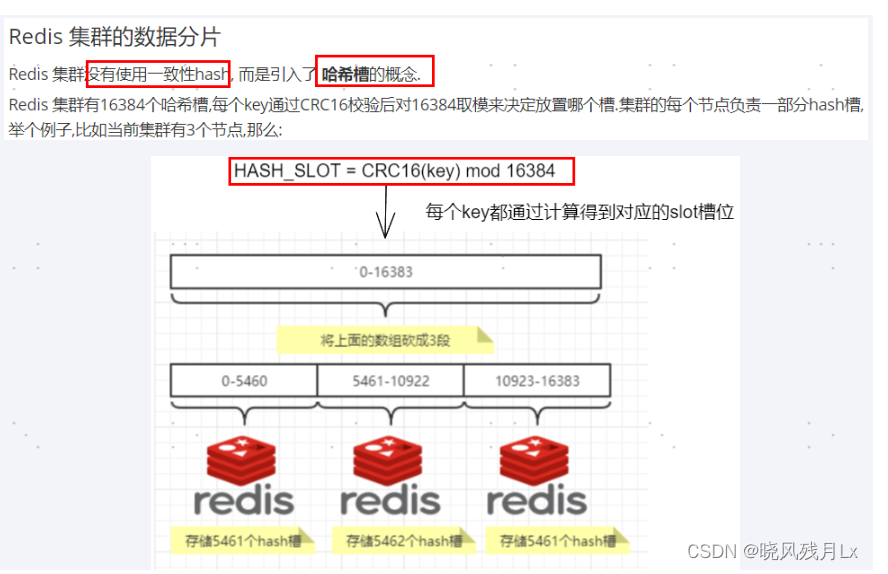 Redis 集群的数据分片
Redis 集群没有使用一致性hash, 而是引入了 哈希槽的概念.
Redis 集群有16384个哈希槽,每个key通过CRC16校验后对16384取模来决定放置哪个槽.集群的每个节点负责一部分hash槽,
举个例子,比如当前集群有3个节点,那么:
HASH_SLOT = CRC16(key) mod 16384
每个key都通过计算得到对应的slot槽位
0-16383
将上面的数组砍成3段
0-5460 5461-10922 10923-16383
redis redis redis
存储5461个hash槽 存储5462个hash槽 存储5461个hash槽
CSDN @晓风残月Lx